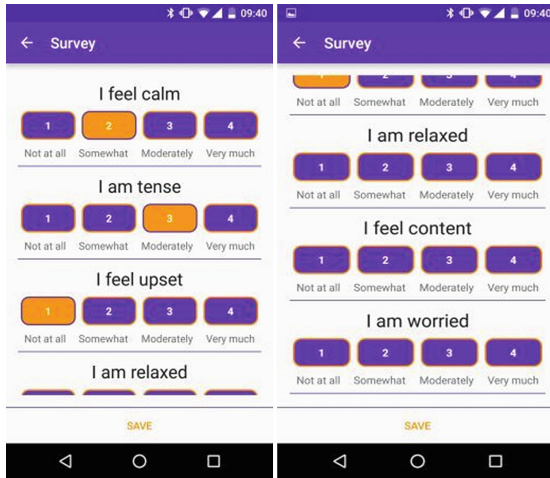 09:40
Survey
I feel calm
1 2 3 4
Not at all Somewhat Moderately Very much
I am tense
1 2 3 4
Not at all Somewhat Moderately Very much
I feel upset
1 2 3 4
Not at all Somewhat Moderately Very much
I am relaxed
SAVE
09:40
Survey
Not at all Somewhat Moderately Very much
I am relaxed
1 2 3 4
Not at all Somewhat Moderately Very much
I feel content
1 2 3 4
Not at all Somewhat Moderately Very much
I am worried
1 2 3 4
Not at all Somewhat Moderately Very much
SAVE